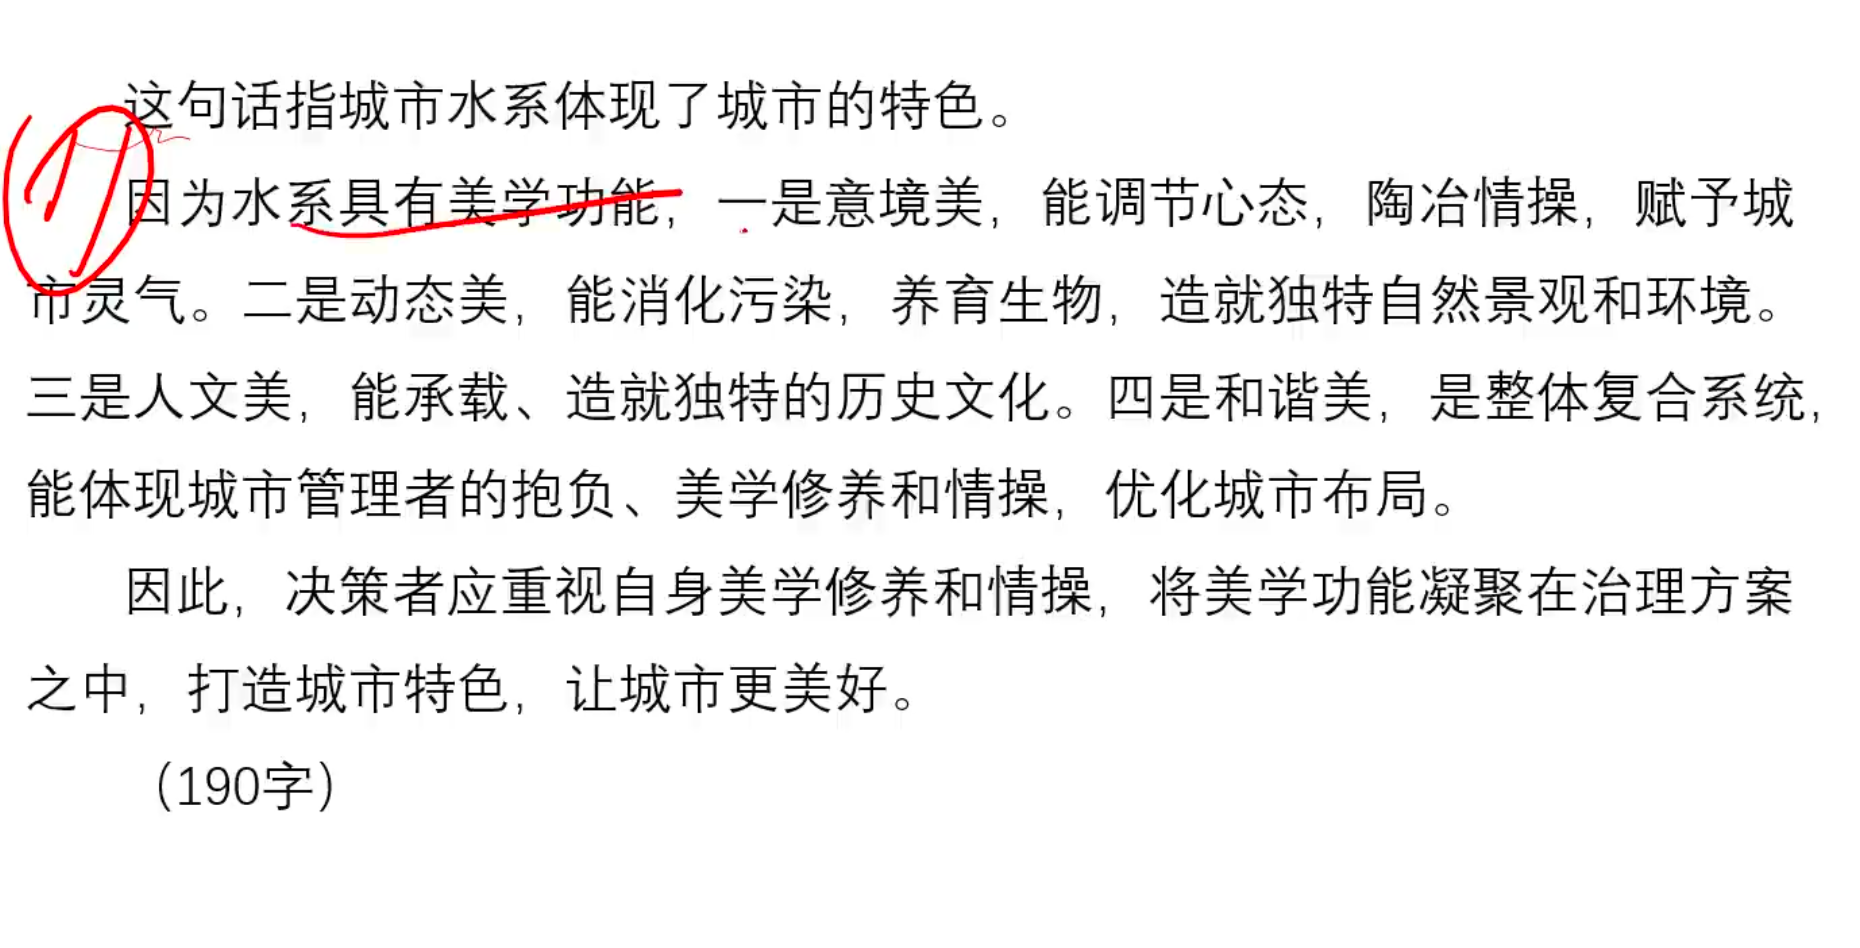 这句话指城市水系体现了城市的特色。
因为水系具有美学功能，一是意境美，能调节心态，陶冶情操，赋予城
市灵气。二是动态美，能消化污染，养育生物，造就独特自然景观和环境。
三是人文美，能承载、造就独特的历史文化。四是和谐美，是整体复合系统，
能体现城市管理者的抱负、美学修养和情操，优化城市布局。
因此，决策者应重视自身美学修养和情操，将美学功能凝聚在治理方案
之中，打造城市特色，让城市更美好。
（190字）